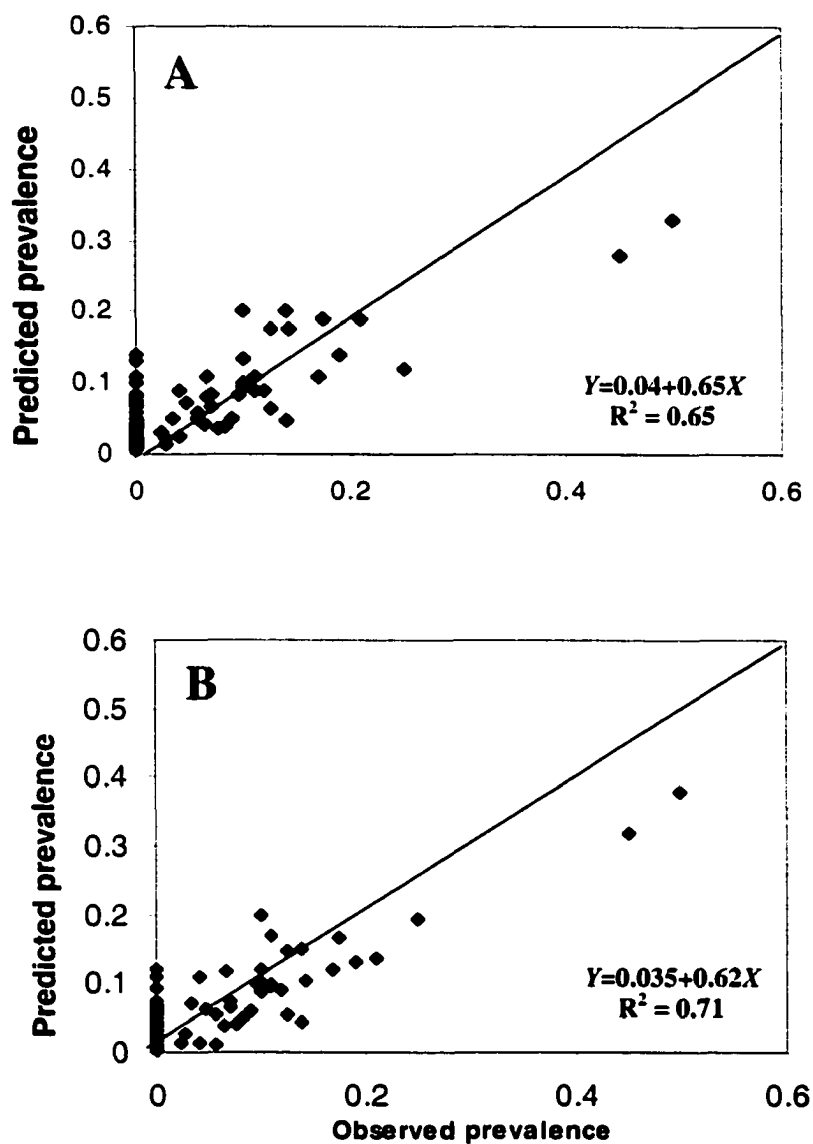 A
Predicted prevalence
0.6
0.5
0.4
0.3
0.2
0.1
0
0
0.2
0.4
0.6
Y=0.04+0.65X
R² = 0.65
B
Predicted prevalence
0.6
0.5
0.4
0.3
0.2
0.1
0
0
0.2
0.4
0.6
Y=0.035+0.62X
R² = 0.71
Observed prevalence